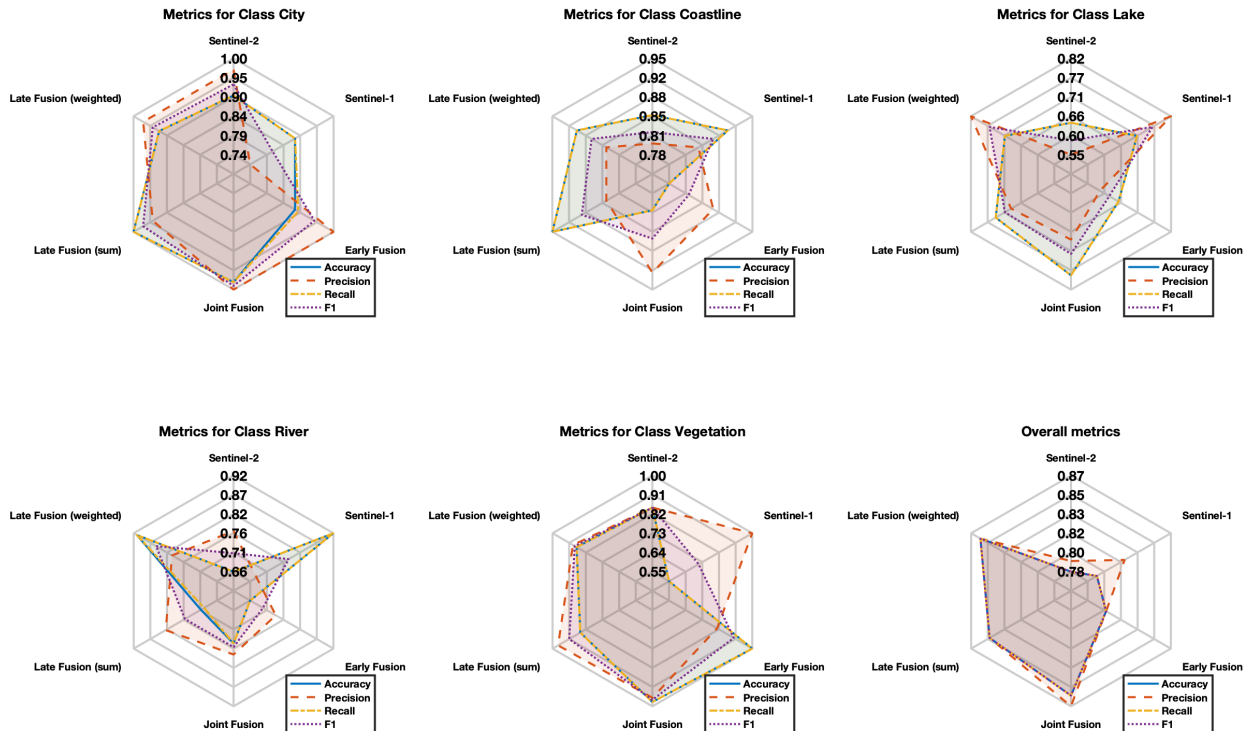 Metrics for Class City
Sentinel-2
1.00
0.95
0.90
0.84
0.79
0.74
Sentinel-1
Early Fusion
Joint Fusion
Late Fusion (sum)
Late Fusion (weighted)
Accuracy
Precision
Recall
F1
Metrics for Class Coastline
Sentinel-2
0.95
0.92
0.88
0.85
0.81
0.78
Sentinel-1
Early Fusion
Joint Fusion
Late Fusion (sum)
Late Fusion (weighted)
Accuracy
Precision
Recall
F1
Metrics for Class Lake
Sentinel-2
0.82
0.77
0.71
0.66
0.60
0.55
Sentinel-1
Early Fusion
Joint Fusion
Late Fusion (sum)
Late Fusion (weighted)
Accuracy
Precision
Recall
F1
Metrics for Class River
Sentinel-2
0.92
0.87
0.82
0.76
0.71
0.66
Sentinel-1
Early Fusion
Joint Fusion
Late Fusion (sum)
Late Fusion (weighted)
Accuracy
Precision
Recall
F1
Metrics for Class Vegetation
Sentinel-2
1.00
0.91
0.82
0.73
0.64
0.55
Sentinel-1
Early Fusion
Joint Fusion
Late Fusion (sum)
Late Fusion (weighted)
Accuracy
Precision
Recall
F1
Overall metrics
Sentinel-2
0.87
0.85
0.83
0.82
0.80
0.78
Sentinel-1
Early Fusion
Joint Fusion
Late Fusion (sum)
Late Fusion (weighted)
Accuracy
Precision
Recall
F1